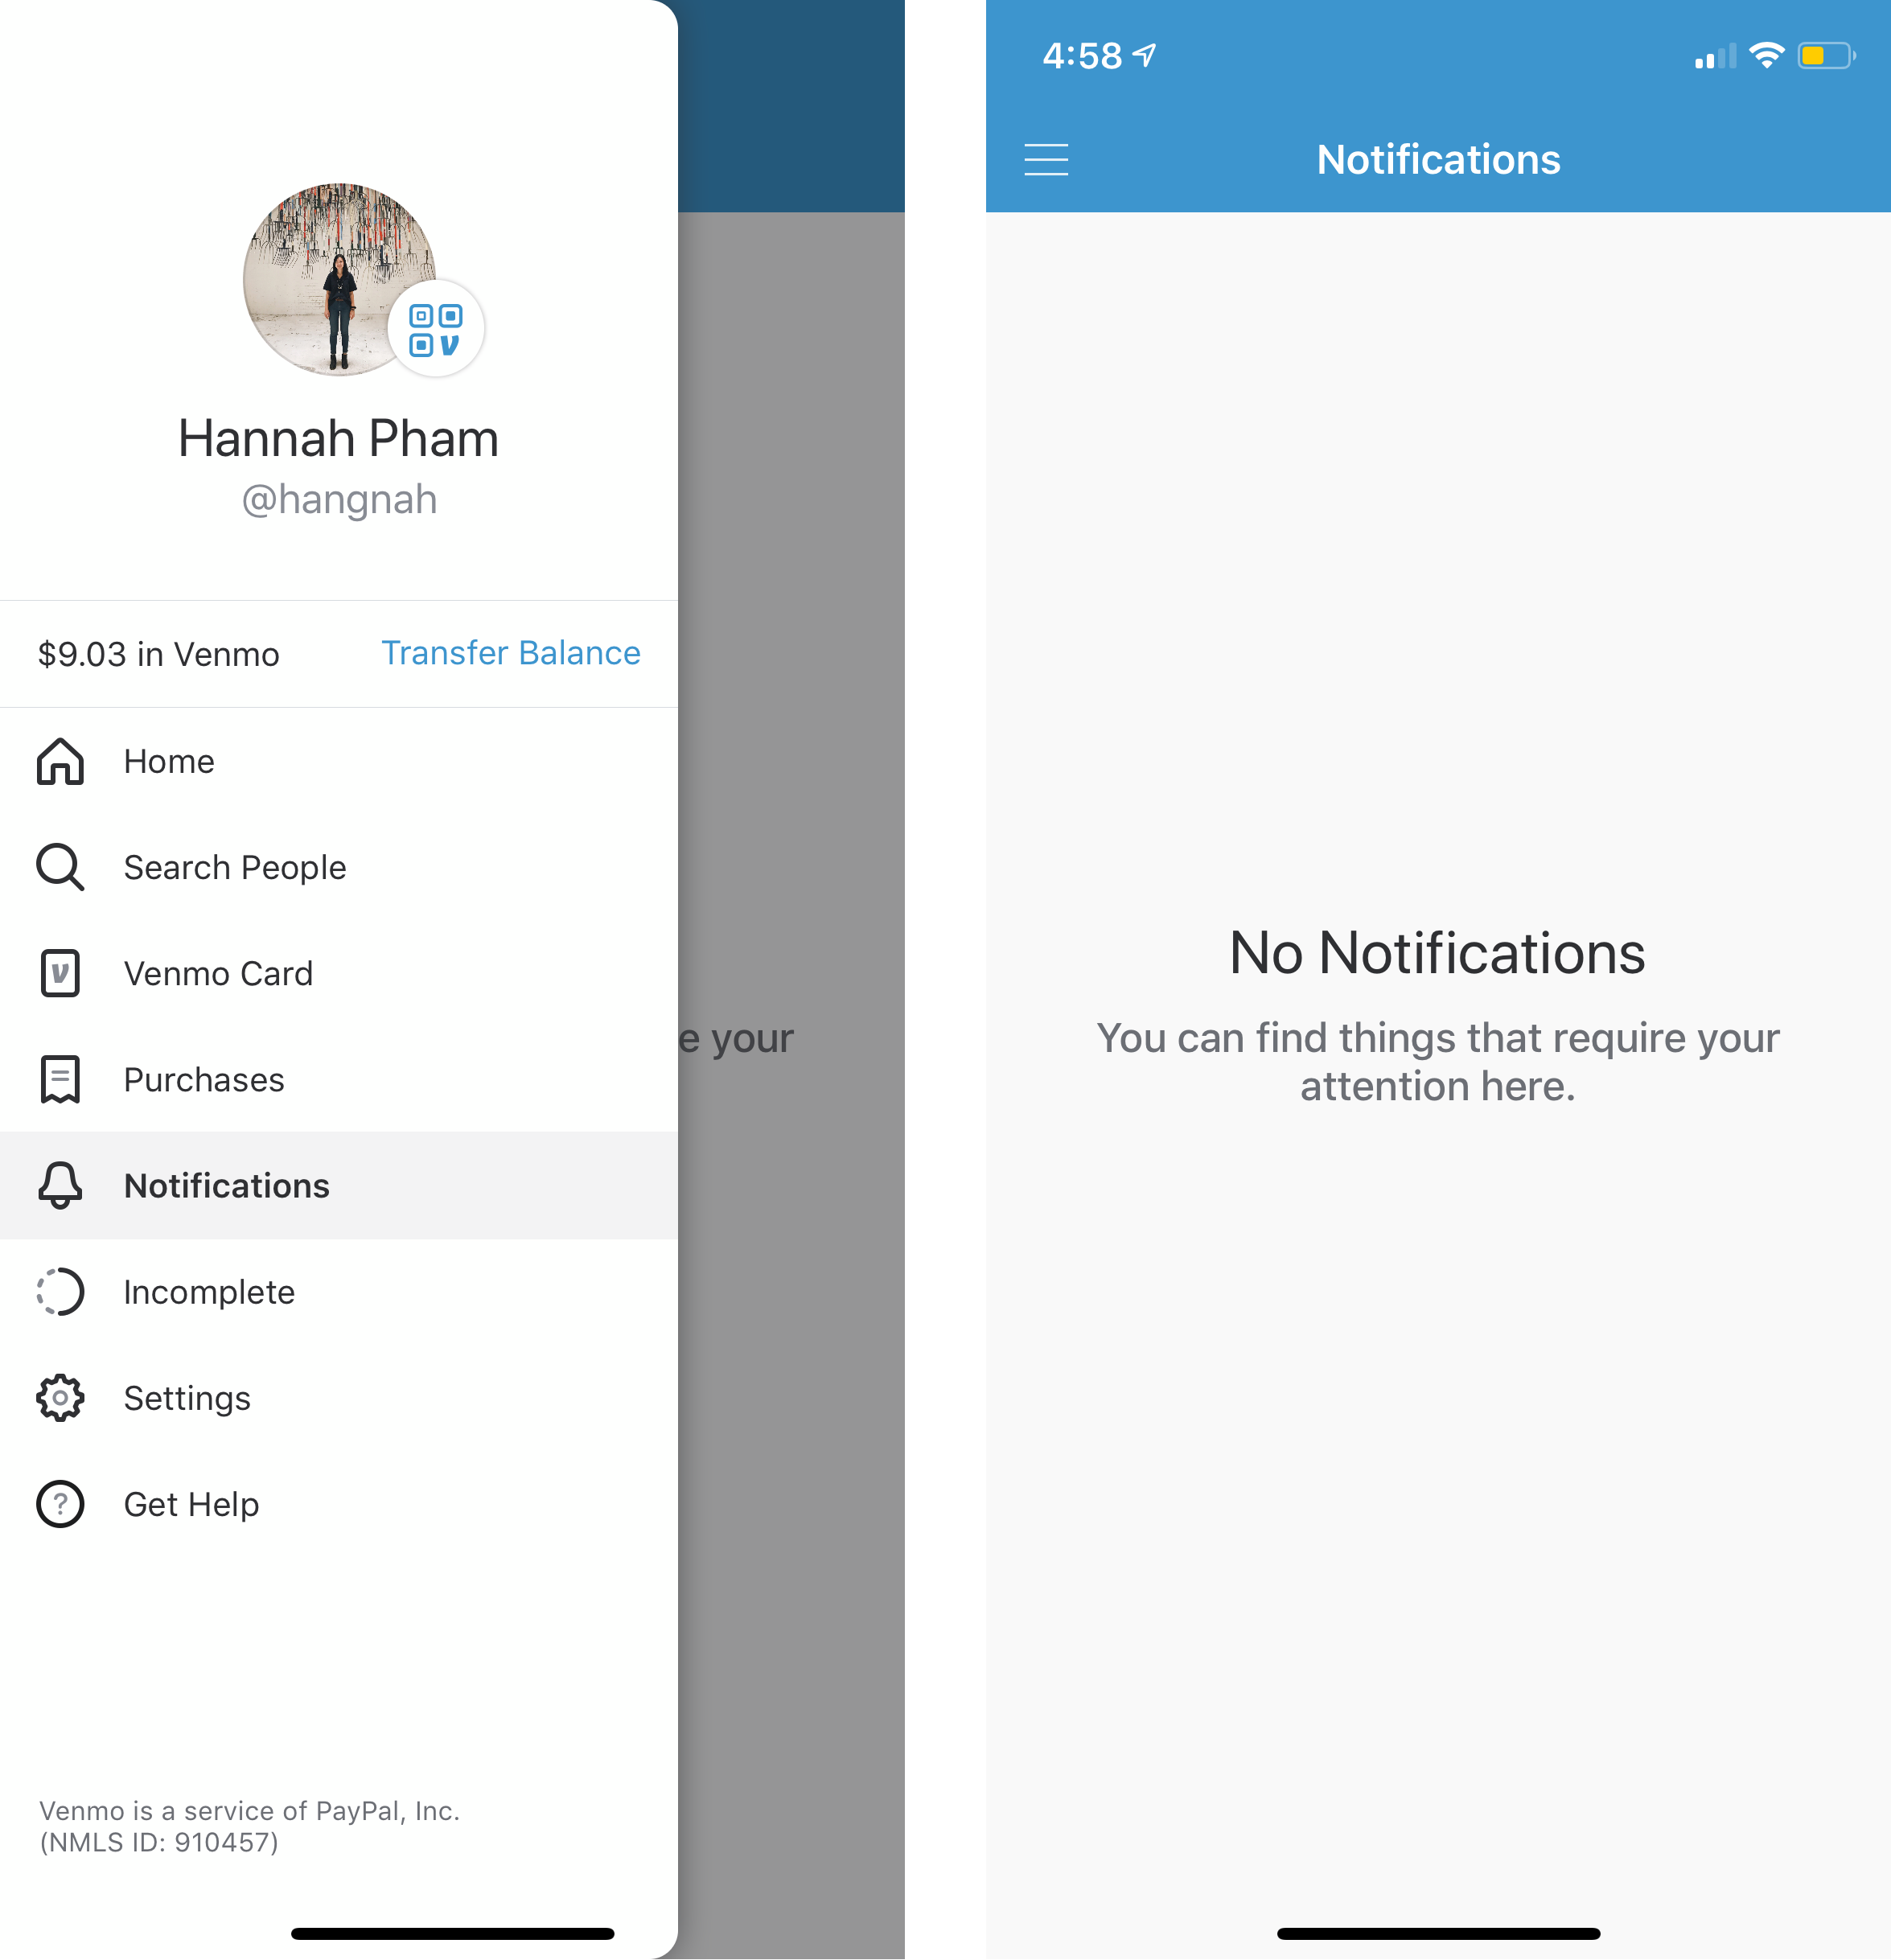 Hannah Pham
@hangnah
$9.03 in Venmo
Transfer Balance
Home
Search People
Venmo Card
Purchases
Notifications
Incomplete
Settings
Get Help
Venmo is a service of PayPal, Inc.
(NMLS ID: 910457)
e your
4:58
Notifications
No Notifications
You can find things that require your
attention here.